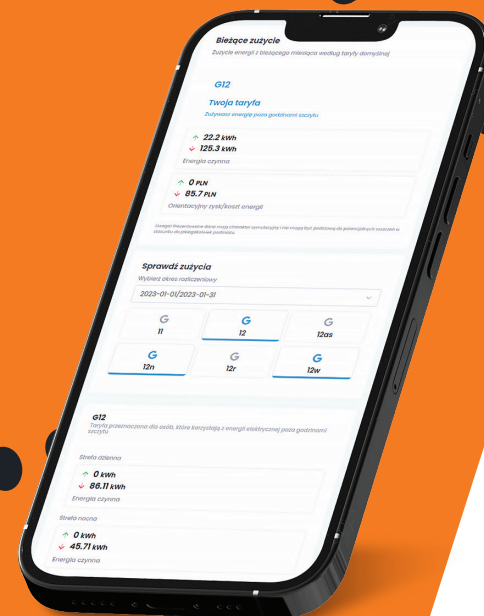 Bieżące zużycie
Zużycie energii z bieżącego miesiąca według taryfy domyślnej
G12
Twoja taryfa
Zużywasz energię poza godzinami szczytu
22.2 kWh
125.3 kWh
Energia czynna
0 PLN
85.7 PLN
Orientacyjny zysk/koszt energii
Sprawdź zużycia
Wybierz okres rozliczeniowy
2023-01-01/2023-01-31
G G G
11 12 12as
G G G
12n 12r 12w
G12
Taryfa przeznaczona dla osób, które korzystają z energii elektrycznej poza godzinami
szczytu
Strefa dzienna
0 kWh
86.11 kWh
Energia czynna
Strefa nocna
0 kWh
45.71 kWh
Energia czynna